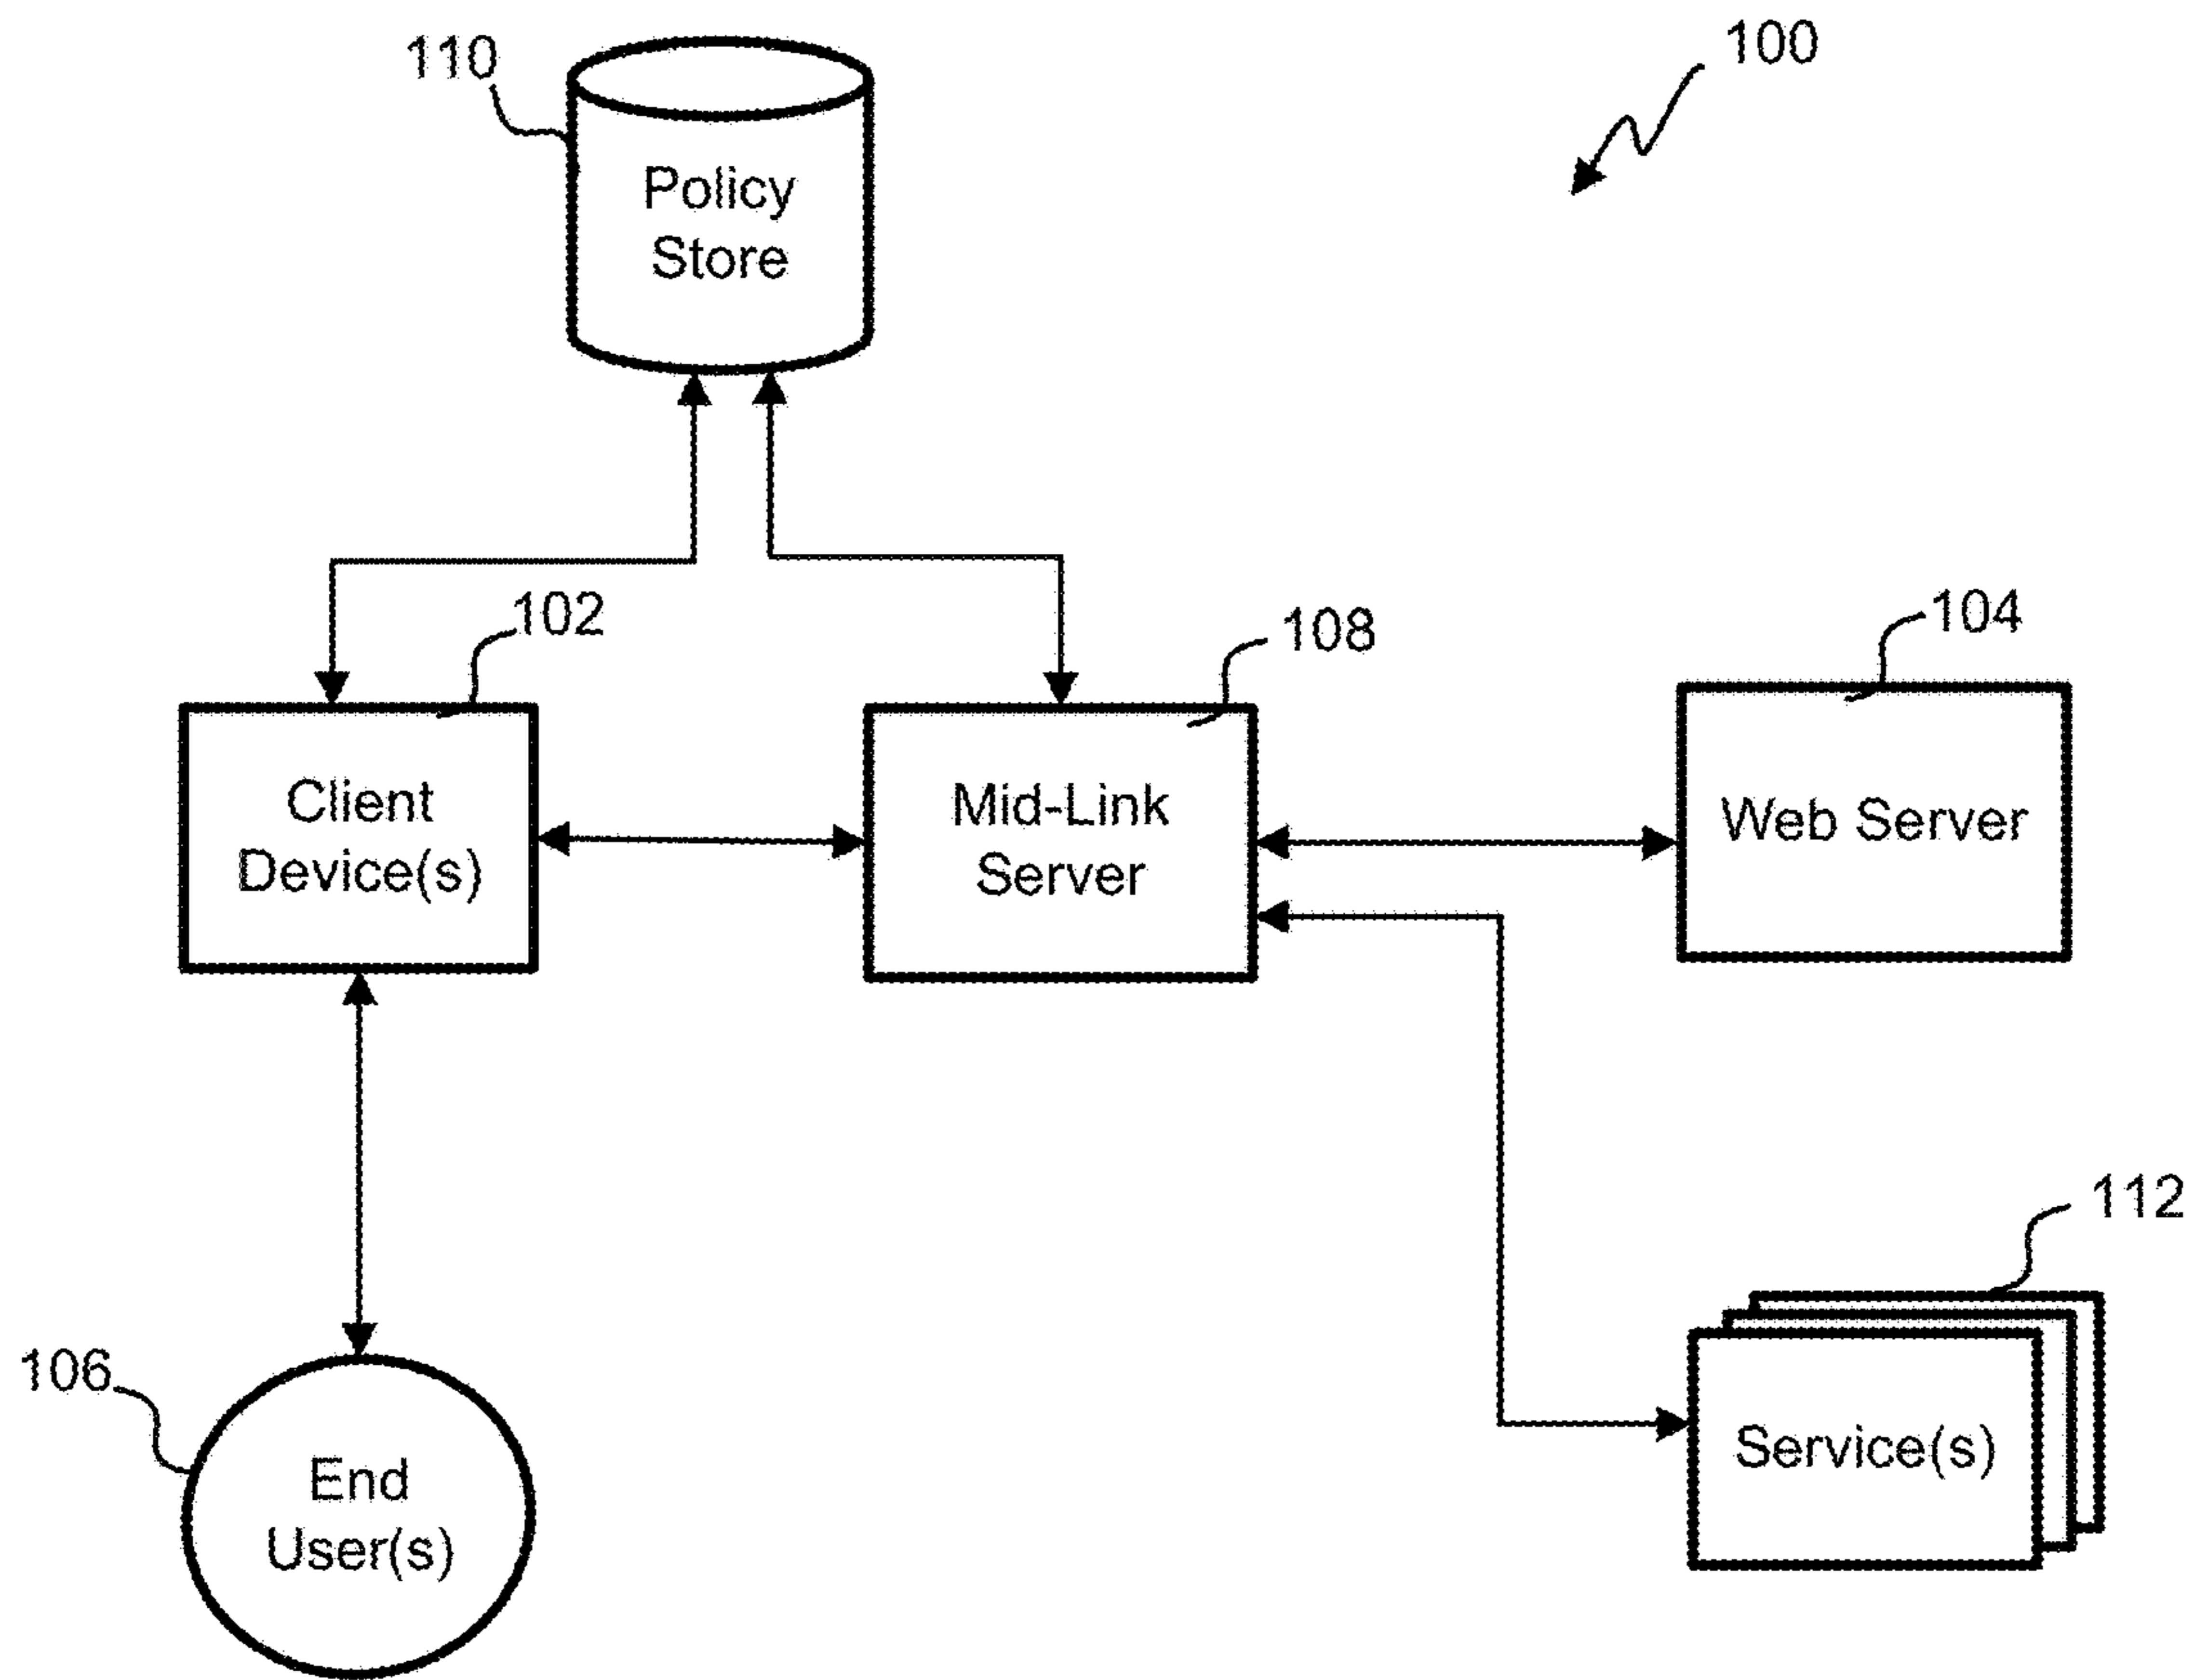 110
100
Policy
Store
102
108
104
Client
Device(s)
Mid-Link
Server
Web Server
112
106
End
User(s)
Service(s)